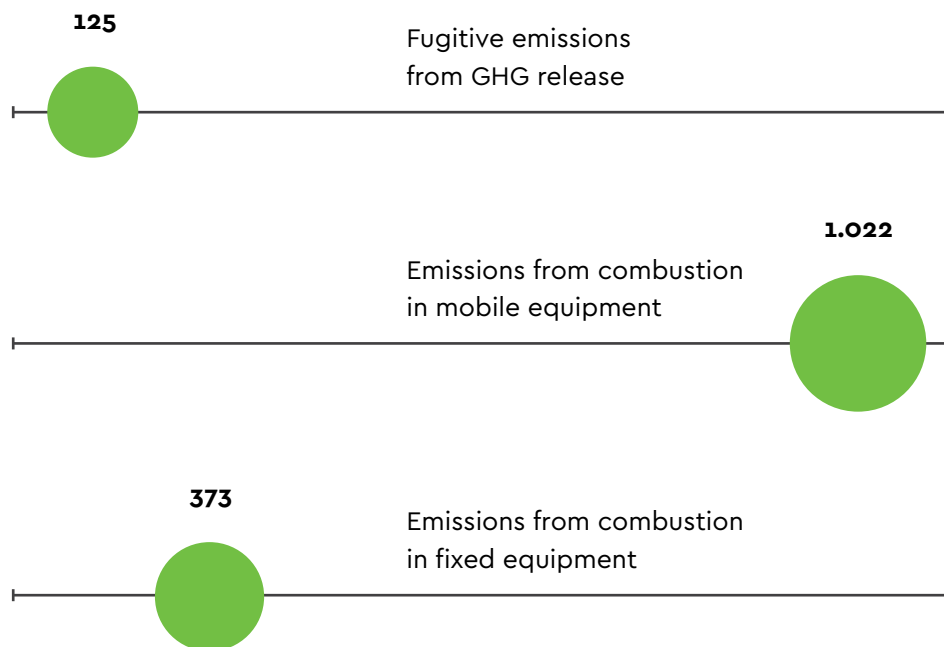 125
Fugitive emissions
from GHG release
1.022
Emissions from combustion
in mobile equipment
373
Emissions from combustion
in fixed equipment